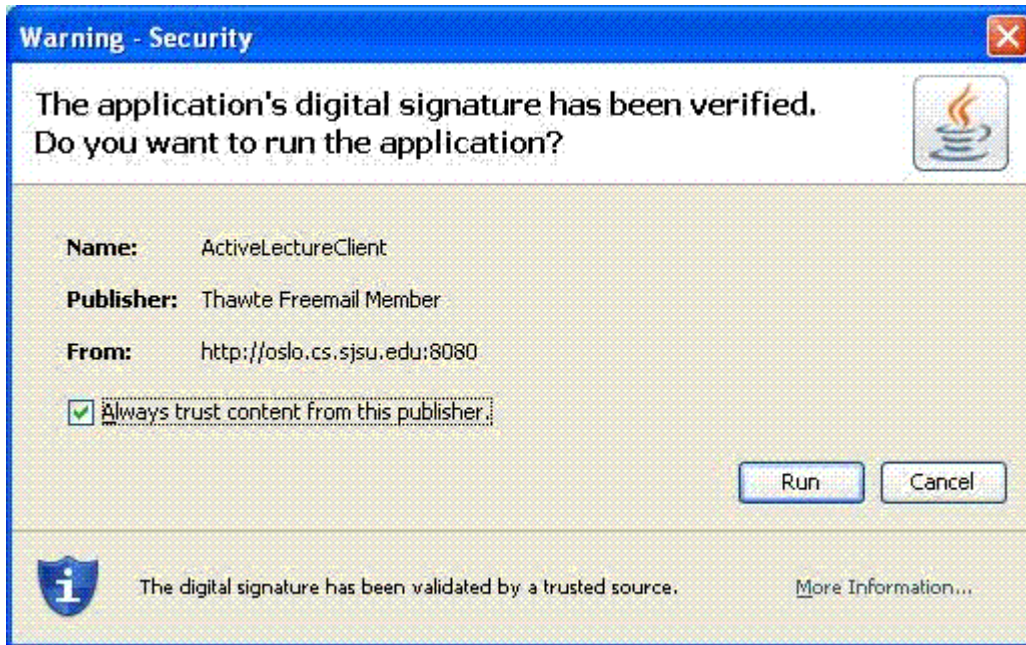 Warning - Security
The application's digital signature has been verified.
Do you want to run the application?
Name: ActiveLectureClient
Publisher: Thawte Freemail Member
From: http://oslo.cs.sjsu.edu:8080
Always trust content from this publisher.
Run Cancel
The digital signature has been validated by a trusted source. More Information...